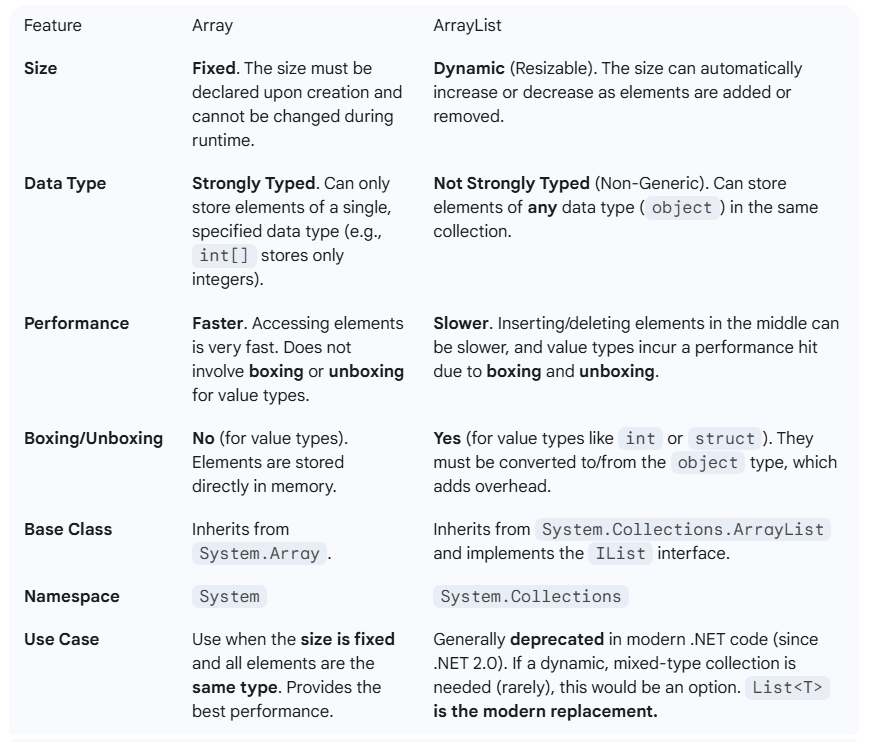 Feature Array ArrayList
Size
Fixed. The size must be
declared upon creation and
cannot be changed during
runtime.
Dynamic (Resizable). The size can automatically
increase or decrease as elements are added or
removed.
Data Type
Strongly Typed. Can only
store elements of a single,
specified data type (e.g.,
int[] stores only
integers).
Not Strongly Typed (Non-Generic). Can store
elements of any data type ( object ) in the same
collection.
Performance
Faster. Accessing elements
is very fast. Does not
involve boxing or unboxing
for value types.
Slower. Inserting/deleting elements in the middle can
be slower, and value types incur a performance hit
due to boxing and unboxing.
Boxing/Unboxing
No (for value types).
Elements are stored
directly in memory.
Yes (for value types like int or struct ). They
must be converted to/from the object type, which
adds overhead.
Base Class
Inherits from
System.Array .
Inherits from System.Collections.ArrayList
and implements the IList interface.
Namespace
System
System.Collections
Use Case
Use when the size is fixed
and all elements are the
same type. Provides the
best performance.
Generally deprecated in modern .NET code (since
.NET 2.0). If a dynamic, mixed-type collection is
needed (rarely), this would be an option. List<T>
is the modern replacement.